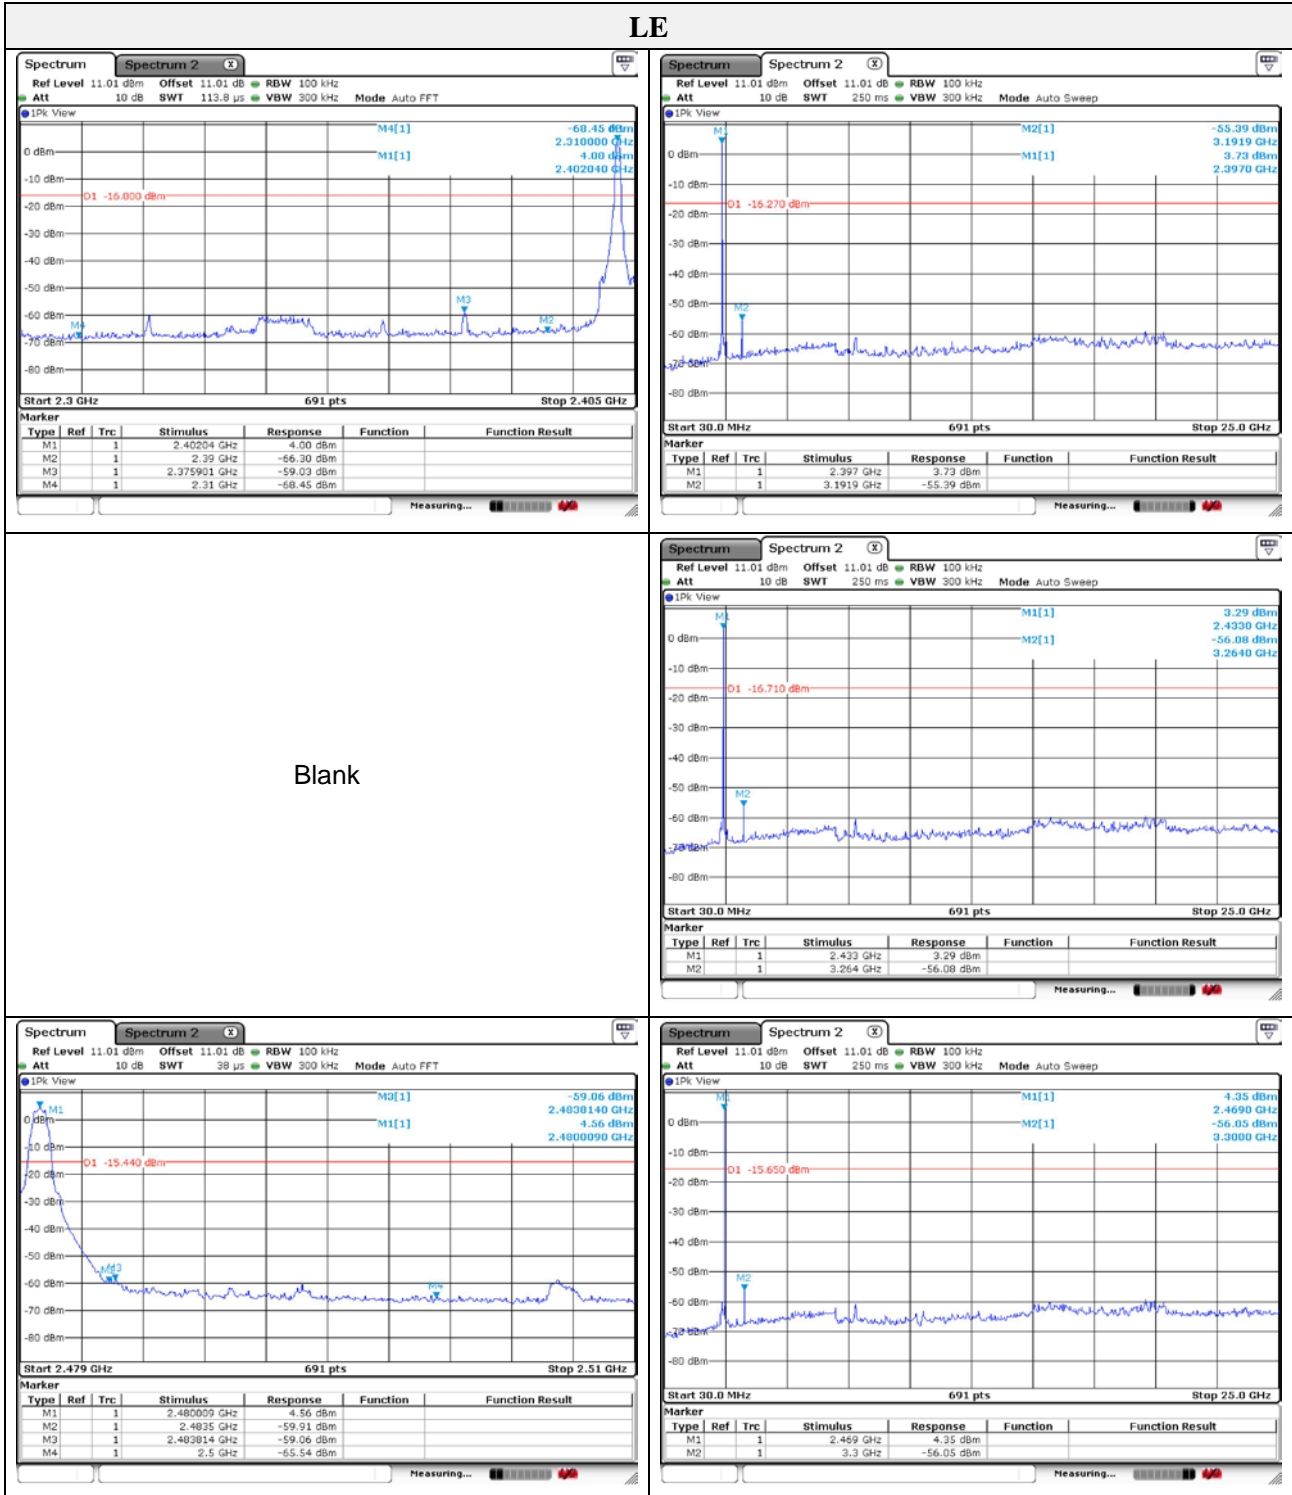 LE
Spectrum Spectrum 2 X
Ref Level 11.01 dBm Offset 11.01 dB RBW 100 kHz
Att 10 dB SWT 113.8 µs VBW 300 kHz Mode Auto FFT
1Pk View
M4[1] -68.45 dBm
2.310000 GHz
M1[1] 4.00 dBm
2.402040 GHz
0 dBm
-10 dBm
D1 -16.000 dBm
-20 dBm
-30 dBm
-40 dBm
-50 dBm
M3
-60 dBm
M4 M2
-70 dBm
-80 dBm
Start 2.3 GHz 691 pts Stop 2.405 GHz
Marker
Type Ref Trc Stimulus Response Function Function Result
M1 1 2.40204 GHz 4.00 dBm
M2 1 2.39 GHz -66.30 dBm
M3 1 2.375901 GHz -59.03 dBm
M4 1 2.31 GHz -68.45 dBm
Measuring...
Spectrum Spectrum 2 X
Ref Level 11.01 dBm Offset 11.01 dB RBW 100 kHz
Att 10 dB SWT 250 ms VBW 300 kHz Mode Auto Sweep
1Pk View
M1 M2[1] -55.39 dBm
3.1919 GHz
0 dBm M1[1] 3.73 dBm
2.3970 GHz
-10 dBm
D1 -16.270 dBm
-20 dBm
-30 dBm
-40 dBm
-50 dBm
M2
-60 dBm
-70 dBm
-80 dBm
Start 30.0 MHz 691 pts Stop 25.0 GHz
Marker
Type Ref Trc Stimulus Response Function Function Result
M1 1 2.397 GHz 3.73 dBm
M2 1 3.1919 GHz -55.39 dBm
Measuring...
Blank
Spectrum Spectrum 2 X
Ref Level 11.01 dBm Offset 11.01 dB RBW 100 kHz
Att 10 dB SWT 250 ms VBW 300 kHz Mode Auto Sweep
1Pk View
M1 M1[1] 3.29 dBm
2.4330 GHz
0 dBm M2[1] -56.08 dBm
3.2640 GHz
-10 dBm
D1 -16.710 dBm
-20 dBm
-30 dBm
-40 dBm
-50 dBm
M2
-60 dBm
-70 dBm
-80 dBm
Start 30.0 MHz 691 pts Stop 25.0 GHz
Marker
Type Ref Trc Stimulus Response Function Function Result
M1 1 2.433 GHz 3.29 dBm
M2 1 3.264 GHz -56.08 dBm
Measuring...
Spectrum Spectrum 2 X
Ref Level 11.01 dBm Offset 11.01 dB RBW 100 kHz
Att 10 dB SWT 38 µs VBW 300 kHz Mode Auto FFT
1Pk View
M3[1] -59.06 dBm
M1 2.4838140 GHz
0 dBm M1[1] 4.56 dBm
2.4800090 GHz
-10 dBm
D1 -15.440 dBm
-20 dBm
-30 dBm
-40 dBm
-50 dBm
M2 M3
-60 dBm M4
-70 dBm
-80 dBm
Start 2.479 GHz 691 pts Stop 2.51 GHz
Marker
Type Ref Trc Stimulus Response Function Function Result
M1 1 2.480009 GHz 4.56 dBm
M2 1 2.4835 GHz -59.91 dBm
M3 1 2.483814 GHz -59.06 dBm
M4 1 2.5 GHz -65.54 dBm
Measuring...
Spectrum Spectrum 2 X
Ref Level 11.01 dBm Offset 11.01 dB RBW 100 kHz
Att 10 dB SWT 250 ms VBW 300 kHz Mode Auto Sweep
1Pk View
M1 M1[1] 4.35 dBm
2.4690 GHz
0 dBm M2[1] -56.05 dBm
3.3000 GHz
-10 dBm
D1 -15.650 dBm
-20 dBm
-30 dBm
-40 dBm
-50 dBm
M2
-60 dBm
-70 dBm
-80 dBm
Start 30.0 MHz 691 pts Stop 25.0 GHz
Marker
Type Ref Trc Stimulus Response Function Function Result
M1 1 2.469 GHz 4.35 dBm
M2 1 3.3 GHz -56.05 dBm
Measuring...